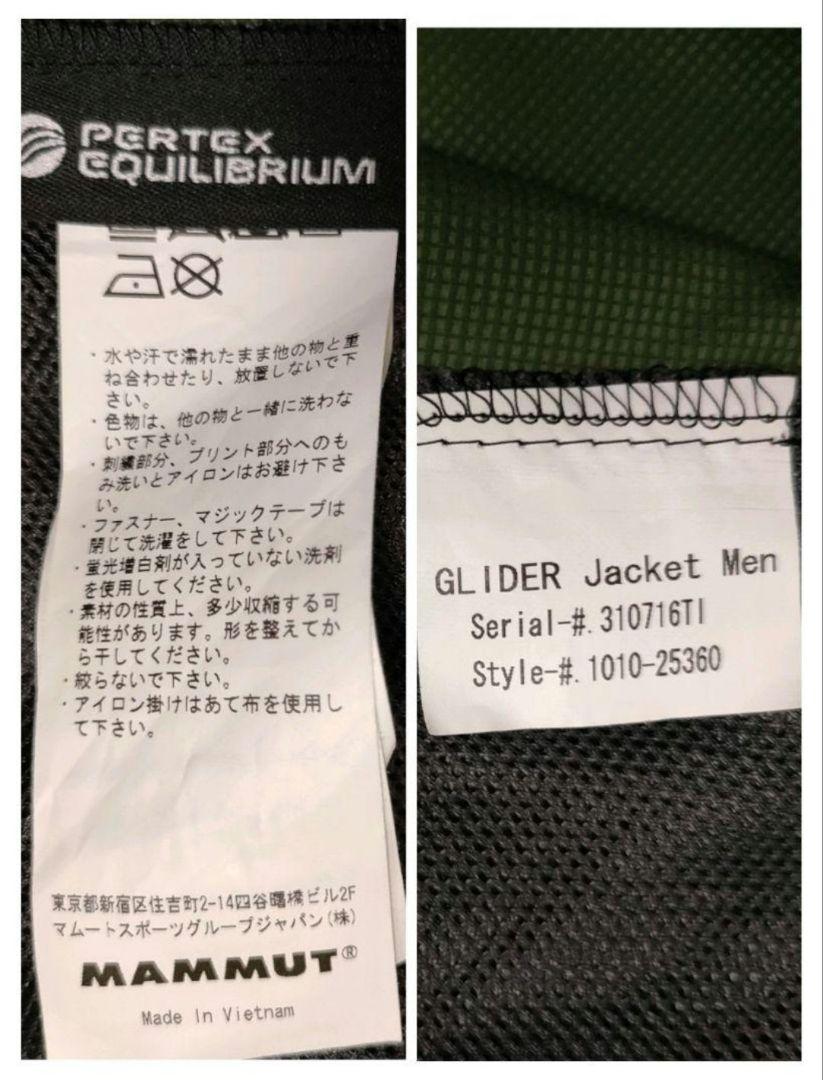 PERTEX
EQUILIBRIUM
・水や汗で濡れたまま他の物と重
ね合わせたり、放置しないで下
さい。
・色物は、他の物と一緒に洗わな
いで下さい。
・刺繍部分、プリント部分へのも
み洗いとアイロンはお避け下さ
い。
・ファスナー、マジックテープは
閉じて洗濯をして下さい。
・蛍光増白剤が入っていない洗剤
を使用してください。
・素材の性質上、多少収縮する可
能性があります。形を整えてか
ら干してください。
・絞らないで下さい。
・アイロン掛けはあて布を使用し
て下さい。
東京都新宿区住吉町2-14四谷曙橋ビル2F
マムートスポーツグループジャパン(株)
MAMMUT®
Made In Vietnam
GLIDER Jacket Men
Serial-#.310716TI
Style-#.1010-25360